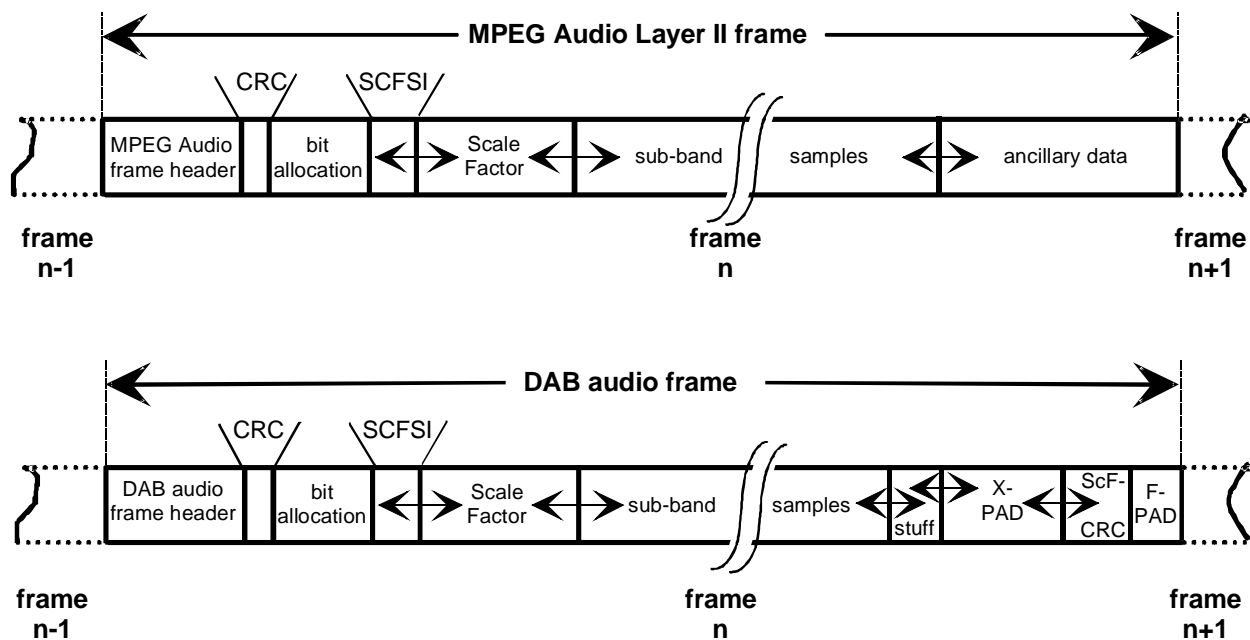 MPEG Audio Layer II frame
CRC SCFSI
MPEG Audio
frame header
bit
allocation
Scale
Factor
sub-band samples
ancillary data
frame
n-1
frame
n
frame
n+1
DAB audio frame
CRC SCFSI
DAB audio
frame header
bit
allocation
Scale
Factor
sub-band samples
stuff
X-
PAD
ScF-
CRC
F-
PAD
frame
n-1
frame
n
frame
n+1